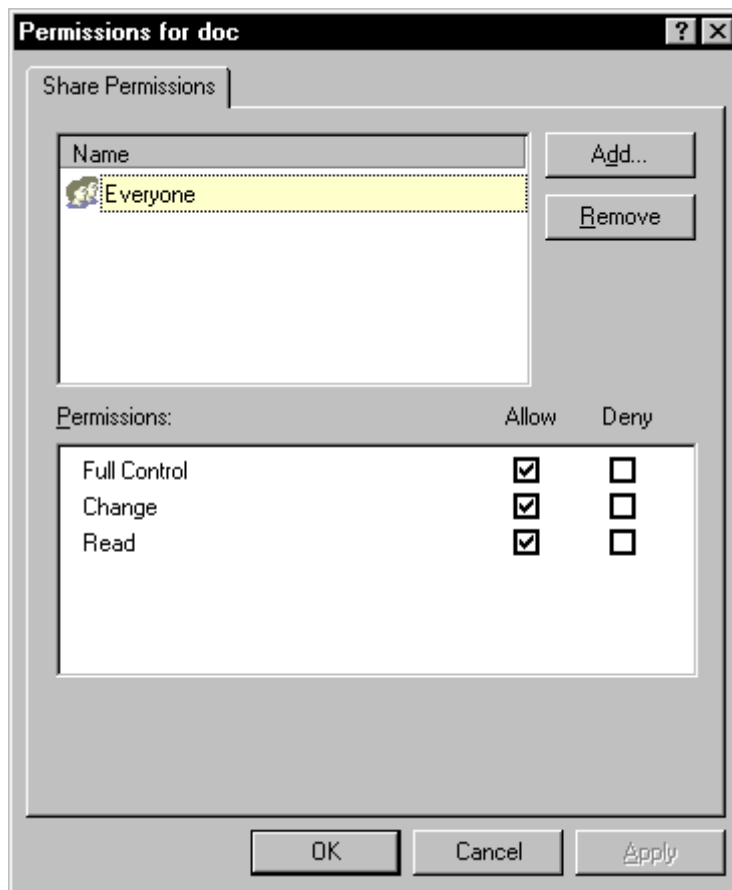 Permissions for doc
Share Permissions
Name
Add...
Everyone
Remove
Permissions: Allow Deny
Full Control
Change
Read
OK Cancel Apply